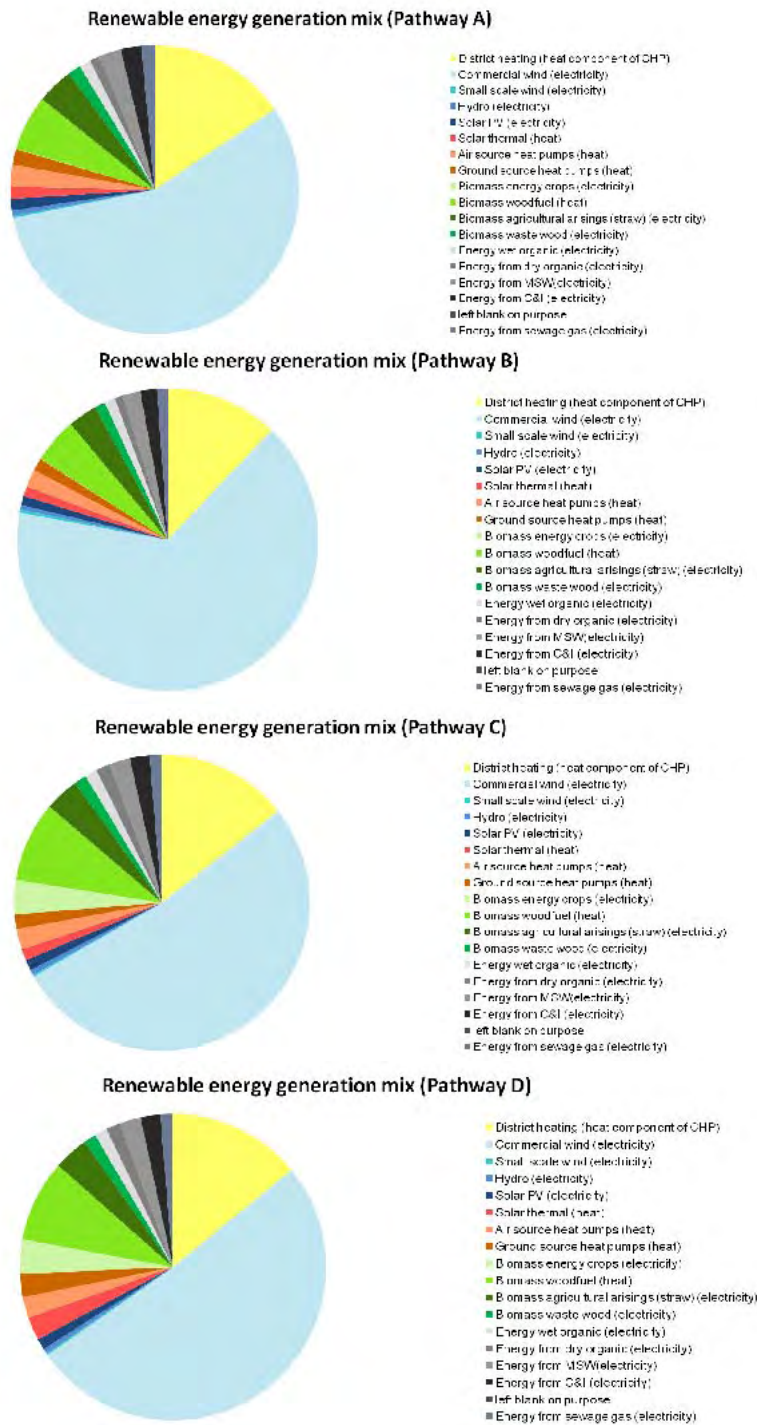 Renewable energy generation mix (Pathway A)
District heating (heat component of CHP)
Commercial wind (electricity)
Small scale wind (electricity)
Hydro (electricity)
Solar PV (electricity)
Solar thermal (heat)
Air source heat pumps (heat)
Ground source heat pumps (heat)
Biomass energy crops (electricity)
Biomass woodfuel (heat)
Biomass agricultural arisings (straw) (electricity)
Biomass waste wood (electricity)
Energy wet organic (electricity)
Energy from dry organic (electricity)
Energy from MSW(electricity)
Energy from C&I (electricity)
left blank on purpose
Energy from sewage gas (electricity)
Renewable energy generation mix (Pathway B)
District heating (heat component of CHP)
Commercial wind (electricity)
Small scale wind (electricity)
Hydro (electricity)
Solar PV (electricity)
Solar thermal (heat)
Air source heat pumps (heat)
Ground source heat pumps (heat)
Biomass energy crops (electricity)
Biomass woodfuel (heat)
Biomass agricultural arisings (straw) (electricity)
Biomass waste wood (electricity)
Energy wet organic (electricity)
Energy from dry organic (electricity)
Energy from MSW(electricity)
Energy from C&I (electricity)
left blank on purpose
Energy from sewage gas (electricity)
Renewable energy generation mix (Pathway C)
District heating (heat component of CHP)
Commercial wind (electricity)
Small scale wind (electricity)
Hydro (electricity)
Solar PV (electricity)
Solar thermal (heat)
Air source heat pumps (heat)
Ground source heat pumps (heat)
Biomass energy crops (electricity)
Biomass woodfuel (heat)
Biomass agricultural arisings (straw) (electricity)
Biomass waste wood (electricity)
Energy wet organic (electricity)
Energy from dry organic (electricity)
Energy from MSW(electricity)
Energy from C&I (electricity)
left blank on purpose
Energy from sewage gas (electricity)
Renewable energy generation mix (Pathway D)
District heating (heat component of CHP)
Commercial wind (electricity)
Small scale wind (electricity)
Hydro (electricity)
Solar PV (electricity)
Solar thermal (heat)
Air source heat pumps (heat)
Ground source heat pumps (heat)
Biomass energy crops (electricity)
Biomass woodfuel (heat)
Biomass agricultural arisings (straw) (electricity)
Biomass waste wood (electricity)
Energy wet organic (electricity)
Energy from dry organic (electricity)
Energy from MSW(electricity)
Energy from C&I (electricity)
left blank on purpose
Energy from sewage gas (electricity)